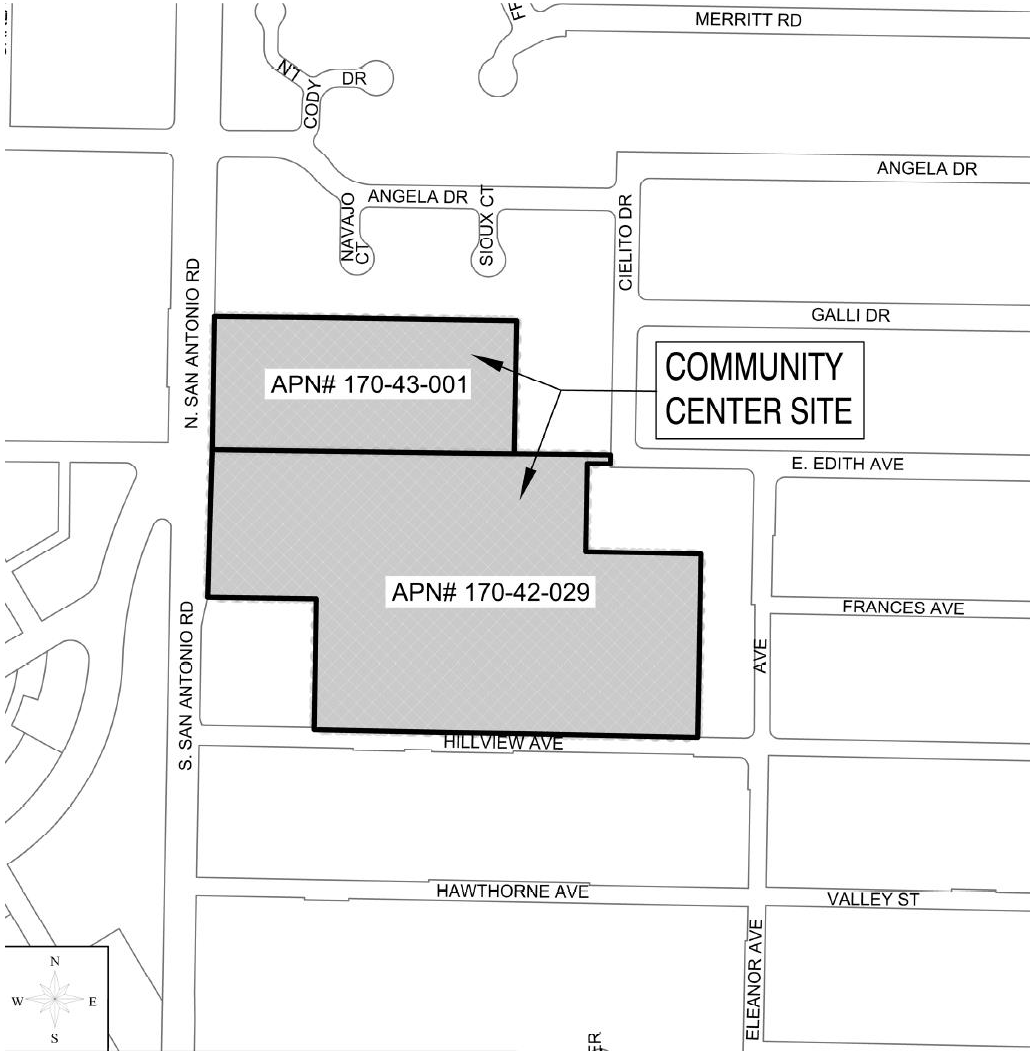 MERRITT RD
LN
DR
CODY
ANGELA DR
ANGELA DR
NAVAJO
CT
SIOUX CT
CIELITO DR
N. SAN ANTONIO RD
GALLI DR
COMMUNITY
CENTER SITE
APN# 170-43-001
E. EDITH AVE
APN# 170-42-029
FRANCES AVE
AVE
S. SAN ANTONIO RD
HILLVIEW AVE
HAWTHORNE AVE
VALLEY ST
ELEANOR AVE
N
W
E
S